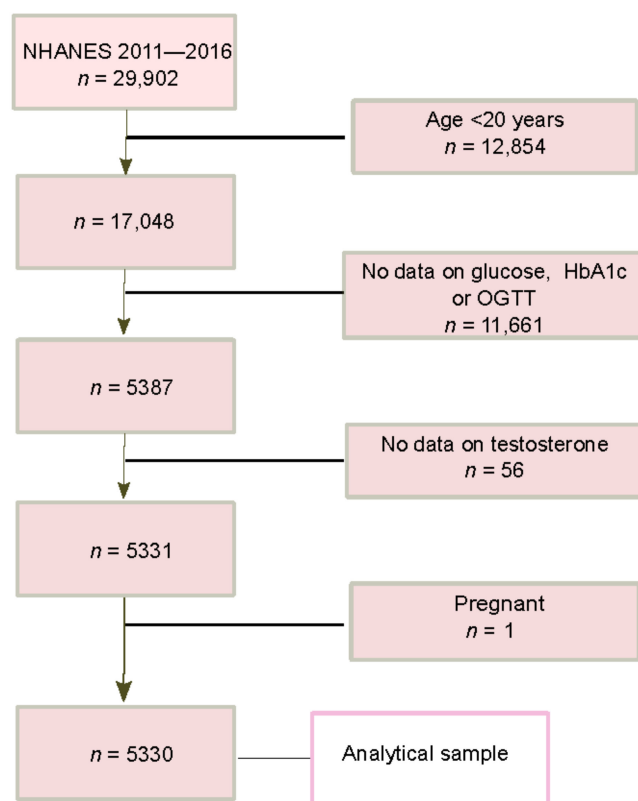 NHANES 2011—2016
n = 29,902
Age <20 years
n = 12,854
n = 17,048
No data on glucose, HbA1c
or OGTT
n = 11,661
n = 5387
No data on testosterone
n = 56
n = 5331
Pregnant
n = 1
n = 5330
Analytical sample